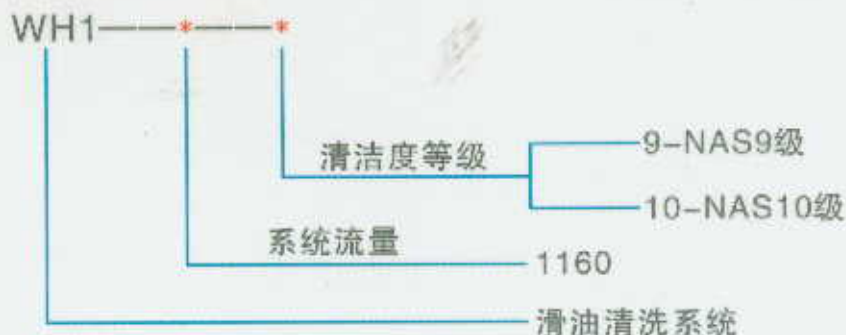 WH1——*——*
清洁度等级
9-NAS9级
10-NAS10级
系统流量
1160
滑油清洗系统